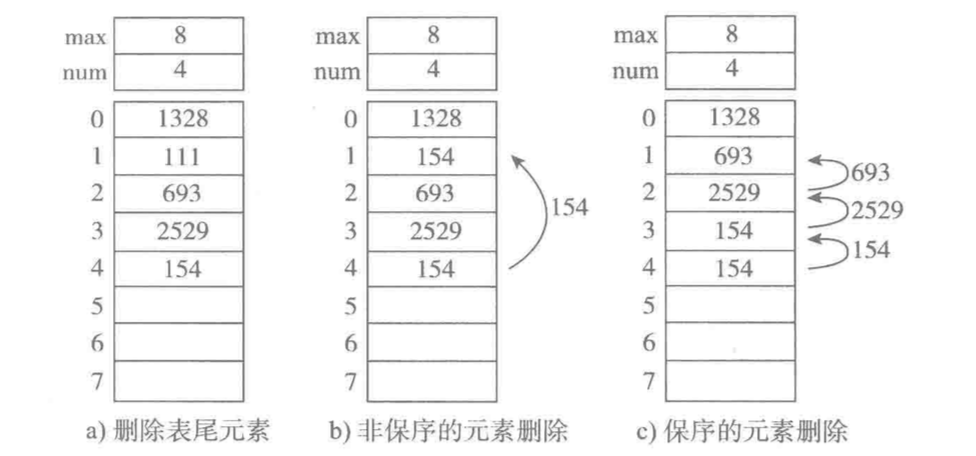 max 8 max 8 max 8
num 4 num 4 num 4
0 1328 0 1328 0 1328
1 111 1 154 1 693
693
2 693 2 693 2 2529
154 2529
3 2529 3 2529 3 154
154
4 154 4 154 4 154
5 5 5
6 6 6
7 7 7
a) 删除表尾元素 b) 非保序的元素删除 c) 保序的元素删除